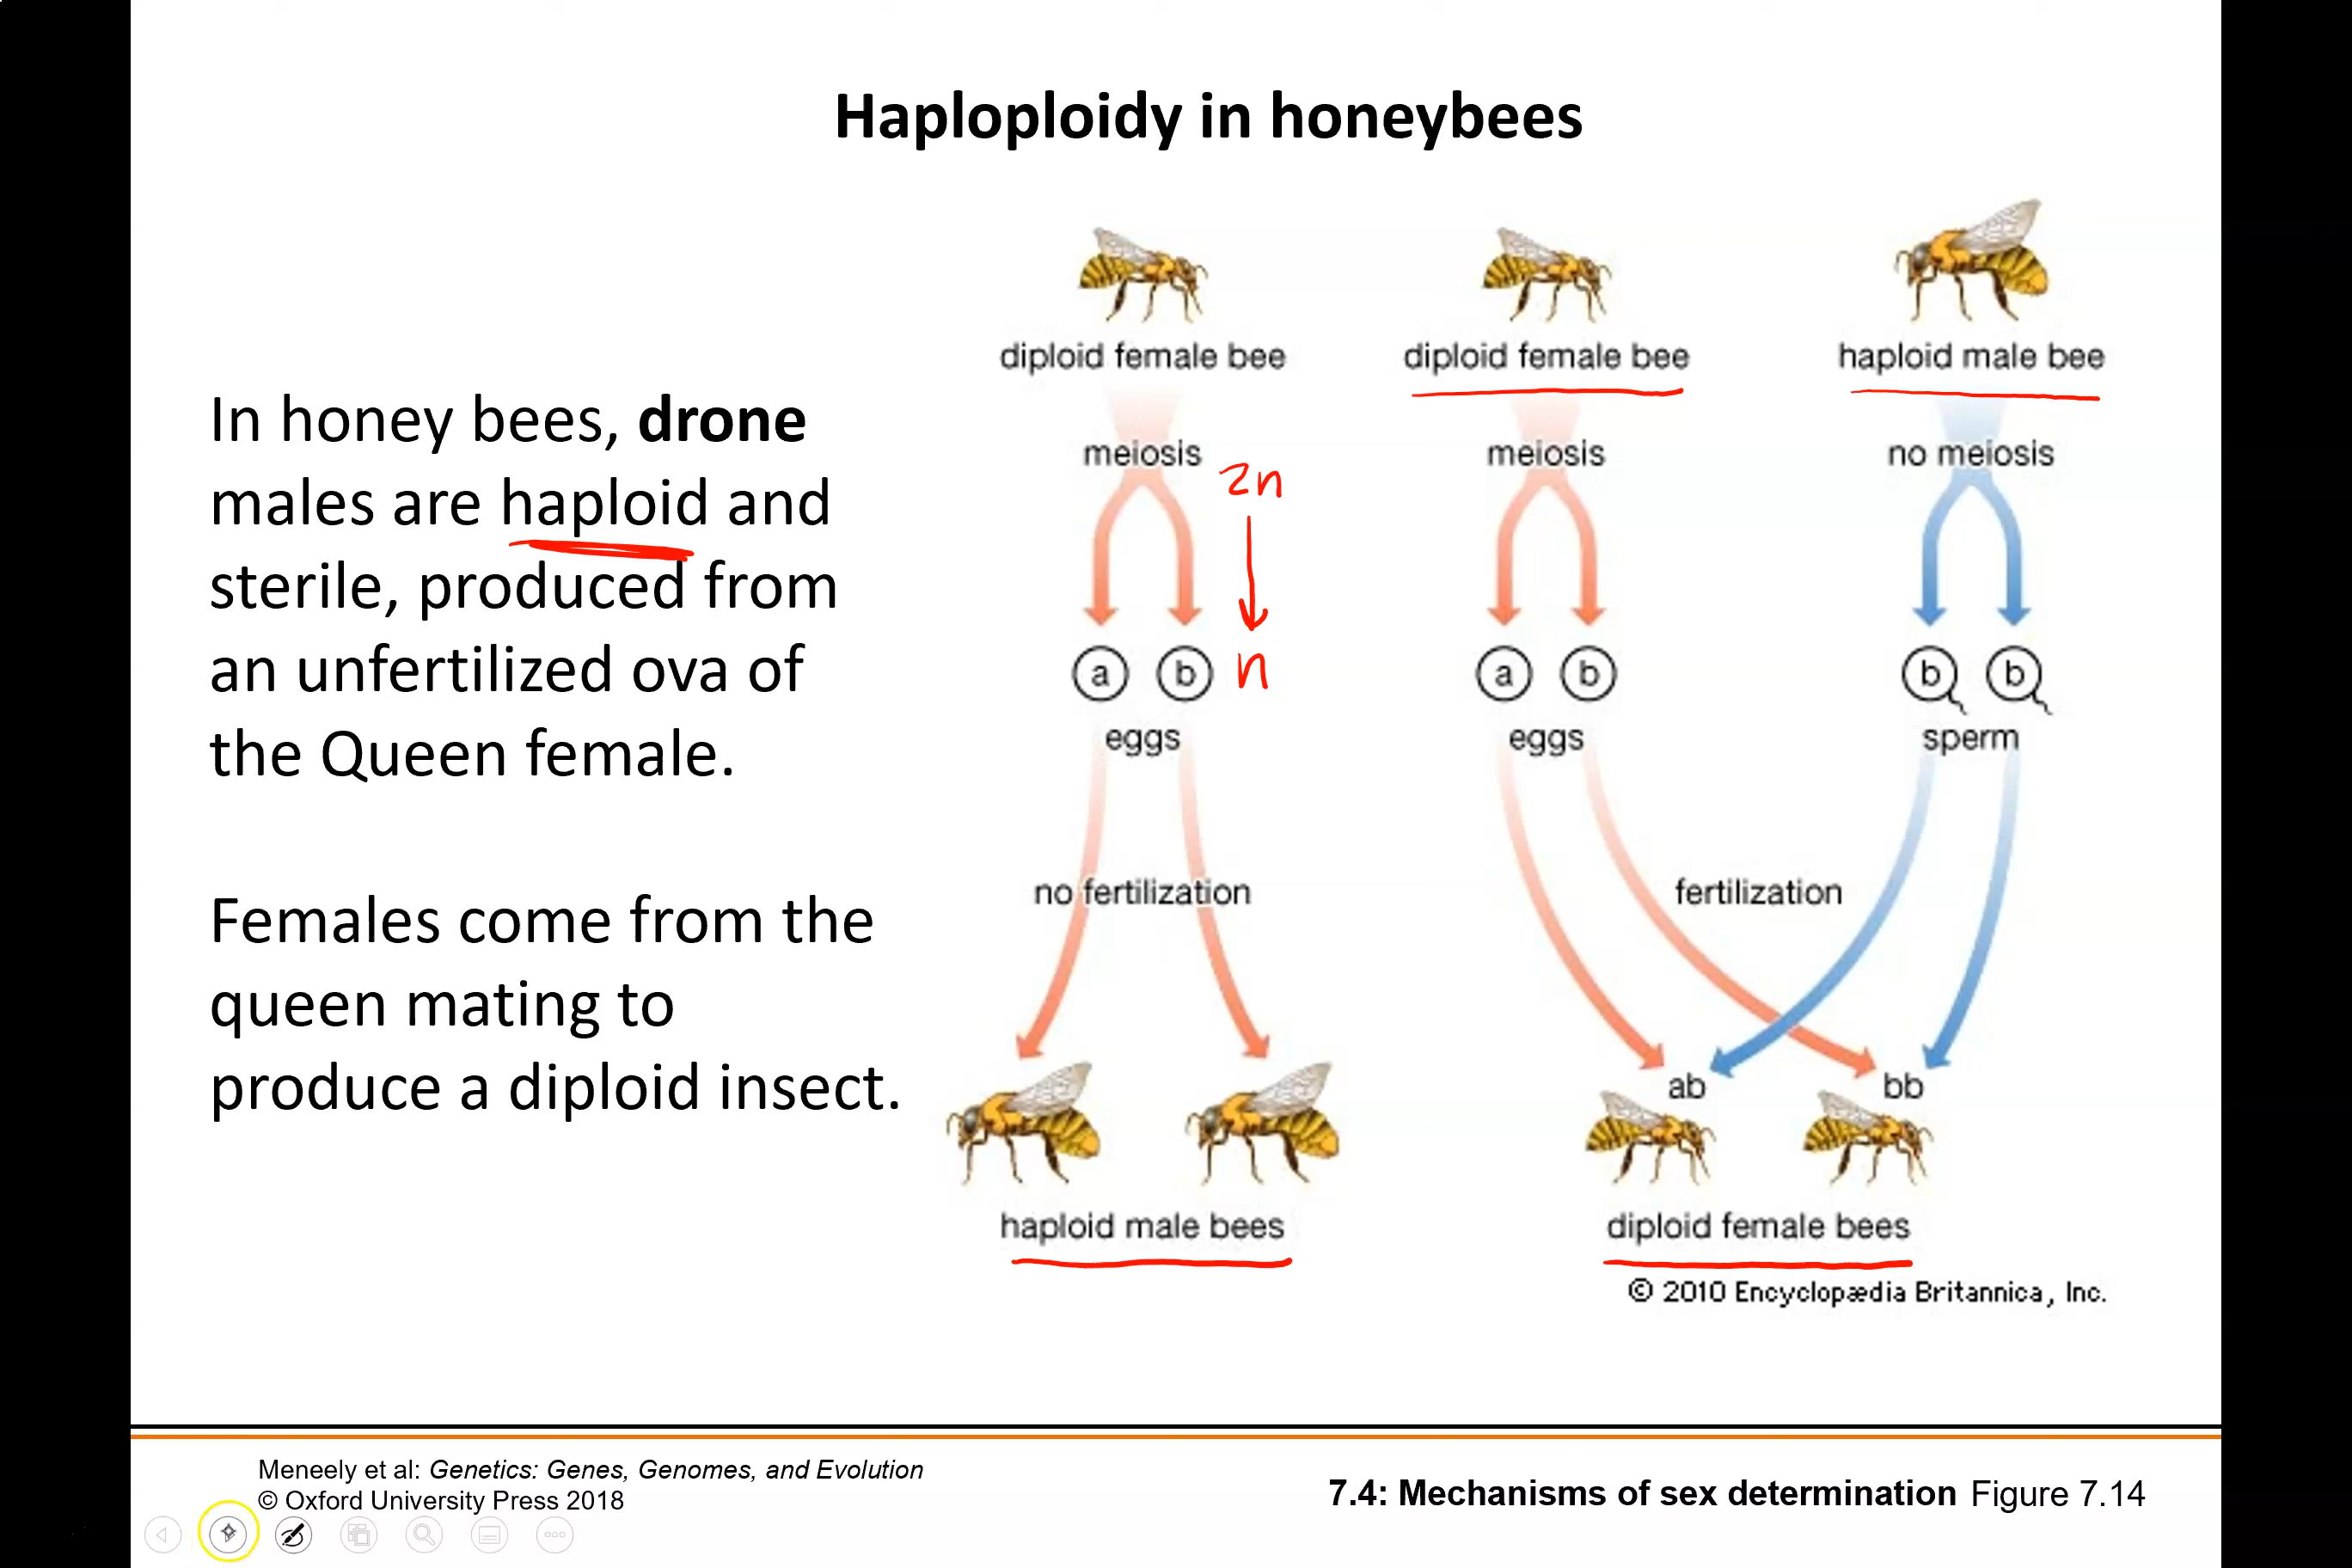 Haploploidy in honeybees
In honey bees, drone
males are haploid and
sterile, produced from
an unfertilized ova of
the Queen female.
Females come from the
queen mating to
produce a diploid insect.
diploid female bee
diploid female bee
haploid male bee
meiosis
meiosis
no meiosis
2n
n
a b
a b
b b
eggs
eggs
sperm
no fertilization
fertilization
ab
bb
haploid male bees
diploid female bees
© 2010 Encyclopædia Britannica, Inc.
Meneely et al: Genetics: Genes, Genomes, and Evolution
© Oxford University Press 2018
7.4: Mechanisms of sex determination Figure 7.14